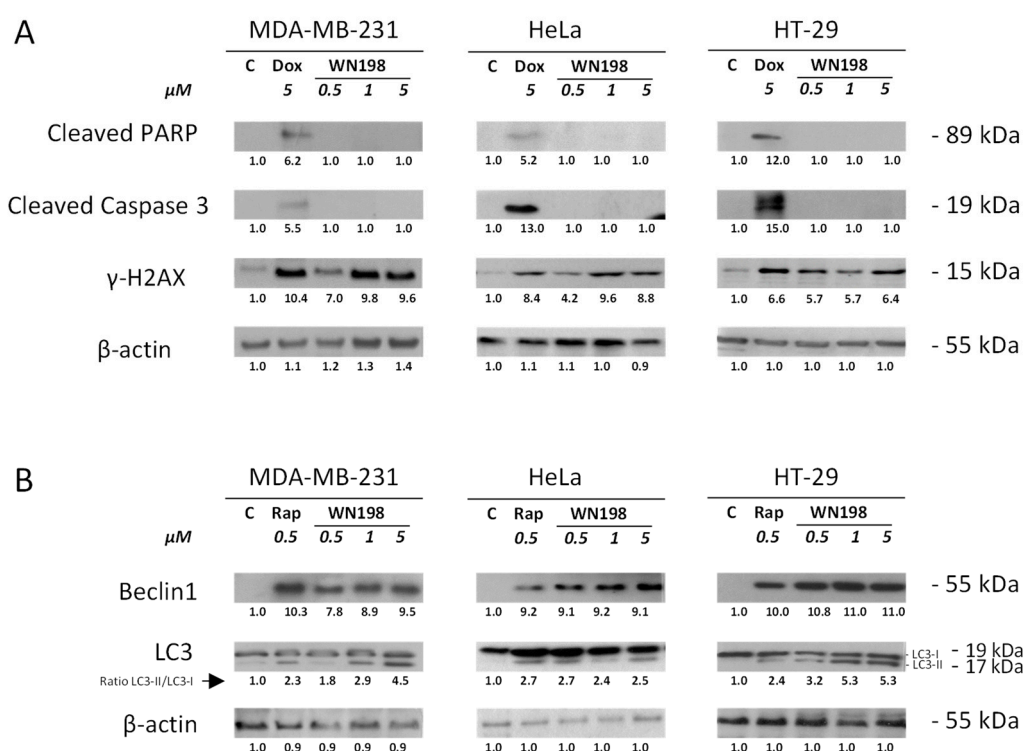 A
MDA-MB-231 HeLa HT-29
C Dox WN198 C Dox WN198 C Dox WN198
µM 5 0.5 1 5 5 0.5 1 5 5 0.5 1 5
Cleaved PARP - 89 kDa
1.0 6.2 1.0 1.0 1.0 1.0 5.2 1.0 1.0 1.0 1.0 12.0 1.0 1.0 1.0
Cleaved Caspase 3 - 19 kDa
1.0 5.5 1.0 1.0 1.0 1.0 13.0 1.0 1.0 1.0 1.0 15.0 1.0 1.0 1.0
γ-H2AX - 15 kDa
1.0 10.4 7.0 9.8 9.6 1.0 8.4 4.2 9.6 8.8 1.0 6.6 5.7 5.7 6.4
β-actin - 55 kDa
1.0 1.1 1.2 1.3 1.4 1.0 1.1 1.1 1.0 0.9 1.0 1.0 1.0 1.0 1.0
B
MDA-MB-231 HeLa HT-29
C Rap WN198 C Rap WN198 C Rap WN198
µM 0.5 0.5 1 5 0.5 0.5 1 5 0.5 0.5 1 5
Beclin1 - 55 kDa
1.0 10.3 7.8 8.9 9.5 1.0 9.2 9.1 9.2 9.1 1.0 10.0 10.8 11.0 11.0
LC3 - LC3-I - 19 kDa
- LC3-II - 17 kDa
Ratio LC3-II/LC3-I 1.0 2.3 1.8 2.9 4.5 1.0 2.7 2.7 2.4 2.5 1.0 2.4 3.2 5.3 5.3
β-actin - 55 kDa
1.0 0.9 0.9 0.9 0.9 1.0 1.0 1.0 1.0 1.0 1.0 1.0 1.0 1.0 1.0